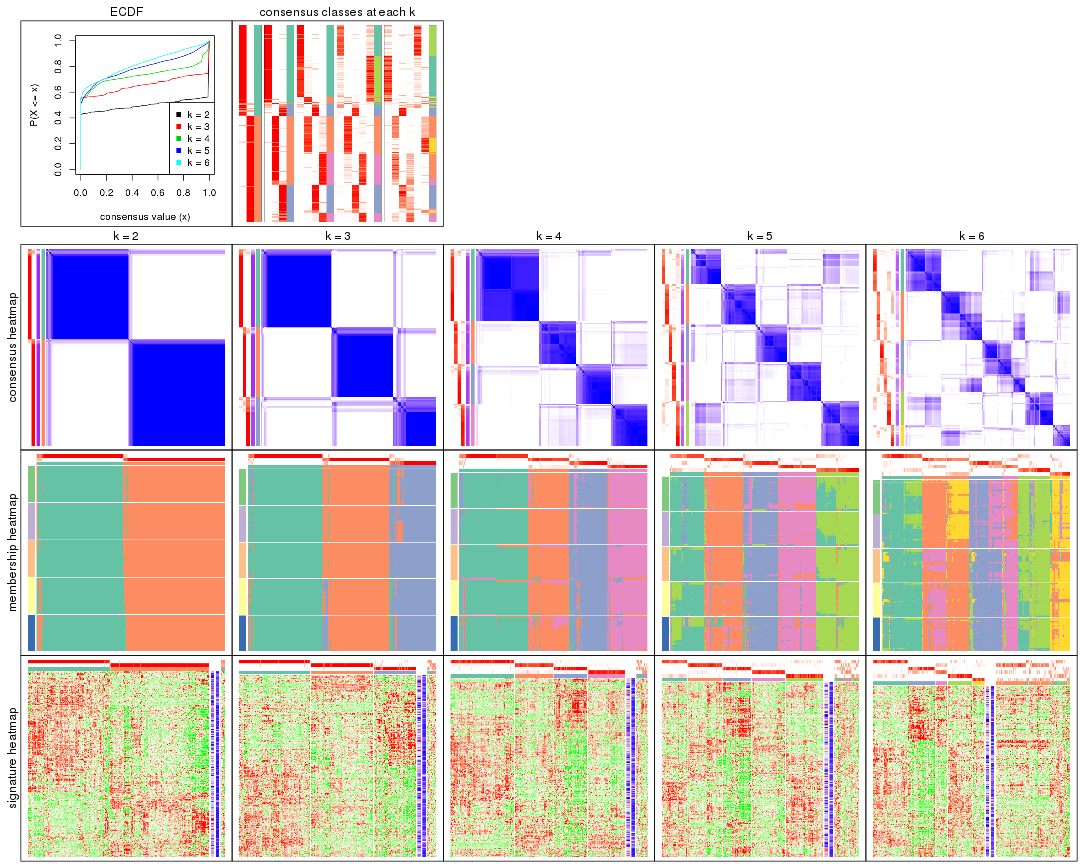 ECDF
consensus classes at each k
P(X <= x)
0.0 0.2 0.4 0.6 0.8 1.0
k = 2
k = 3
k = 4
k = 5
k = 6
0.0 0.2 0.4 0.6 0.8 1.0
consensus value (x)
k = 2
k = 3
k = 4
k = 5
k = 6
consensus heatmap
membership heatmap
signature heatmap